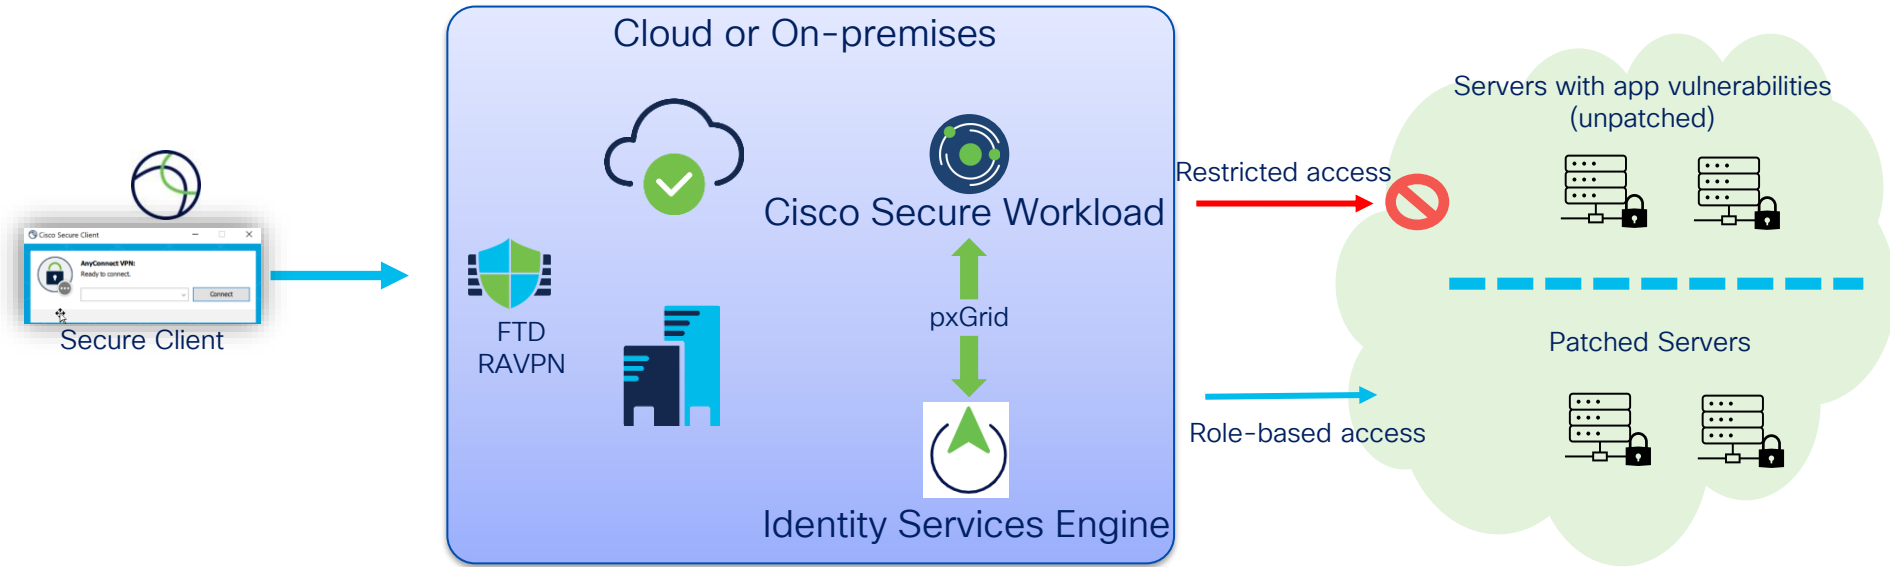 Cloud or On-premises
Cisco Secure Client
AnyConnect VPN:
Ready to connect.
Connect
Secure Client
FTD
RAVPN
Cisco Secure Workload
pxGrid
Identity Services Engine
Restricted access
Role-based access
Servers with app vulnerabilities
(unpatched)
Patched Servers